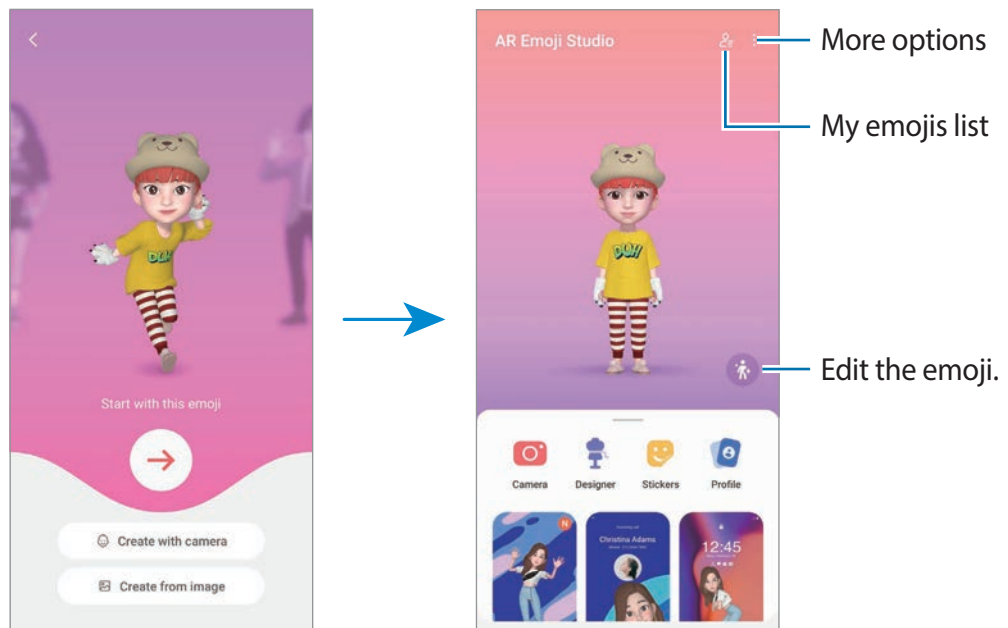 Start with this emoji
Create with camera
Create from image
DUH
AR Emoji Studio
More options
My emojis list
DUH
Edit the emoji.
Camera Designer Stickers Profile
N
Christina Adams
12:45